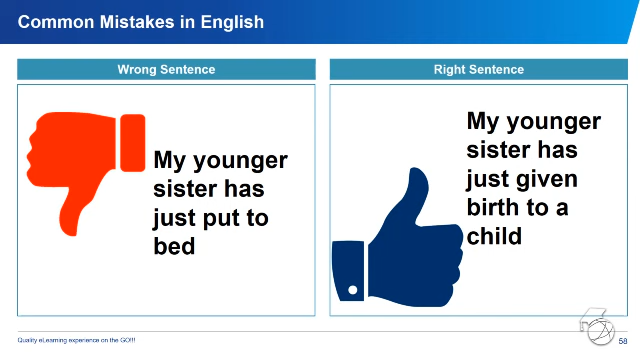 Common Mistakes in English
Wrong Sentence
Right Sentence
My younger
sister has
just put to
bed
My younger
sister has
just given
birth to a
child
Quality eLearning experience on the GO!!!
58